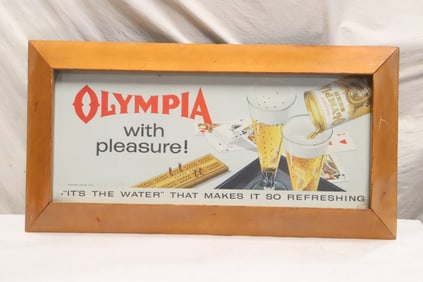 OLYMPIA
with
pleasure!
"IT'S THE WATER" THAT MAKES IT SO REFRESHING